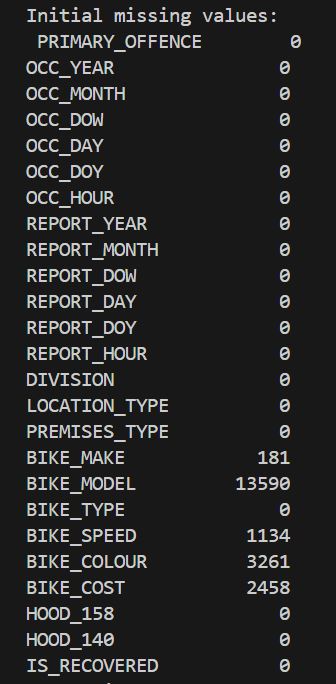 Initial missing values:
PRIMARY_OFFENCE 0
OCC_YEAR 0
OCC_MONTH 0
OCC_DOW 0
OCC_DAY 0
OCC_DOY 0
OCC_HOUR 0
REPORT_YEAR 0
REPORT_MONTH 0
REPORT_DOW 0
REPORT_DAY 0
REPORT_DOY 0
REPORT_HOUR 0
DIVISION 0
LOCATION_TYPE 0
PREMISES_TYPE 0
BIKE_MAKE 181
BIKE_MODEL 13590
BIKE_TYPE 0
BIKE_SPEED 1134
BIKE_COLOUR 3261
BIKE_COST 2458
HOOD_158 0
HOOD_140 0
IS_RECOVERED 0